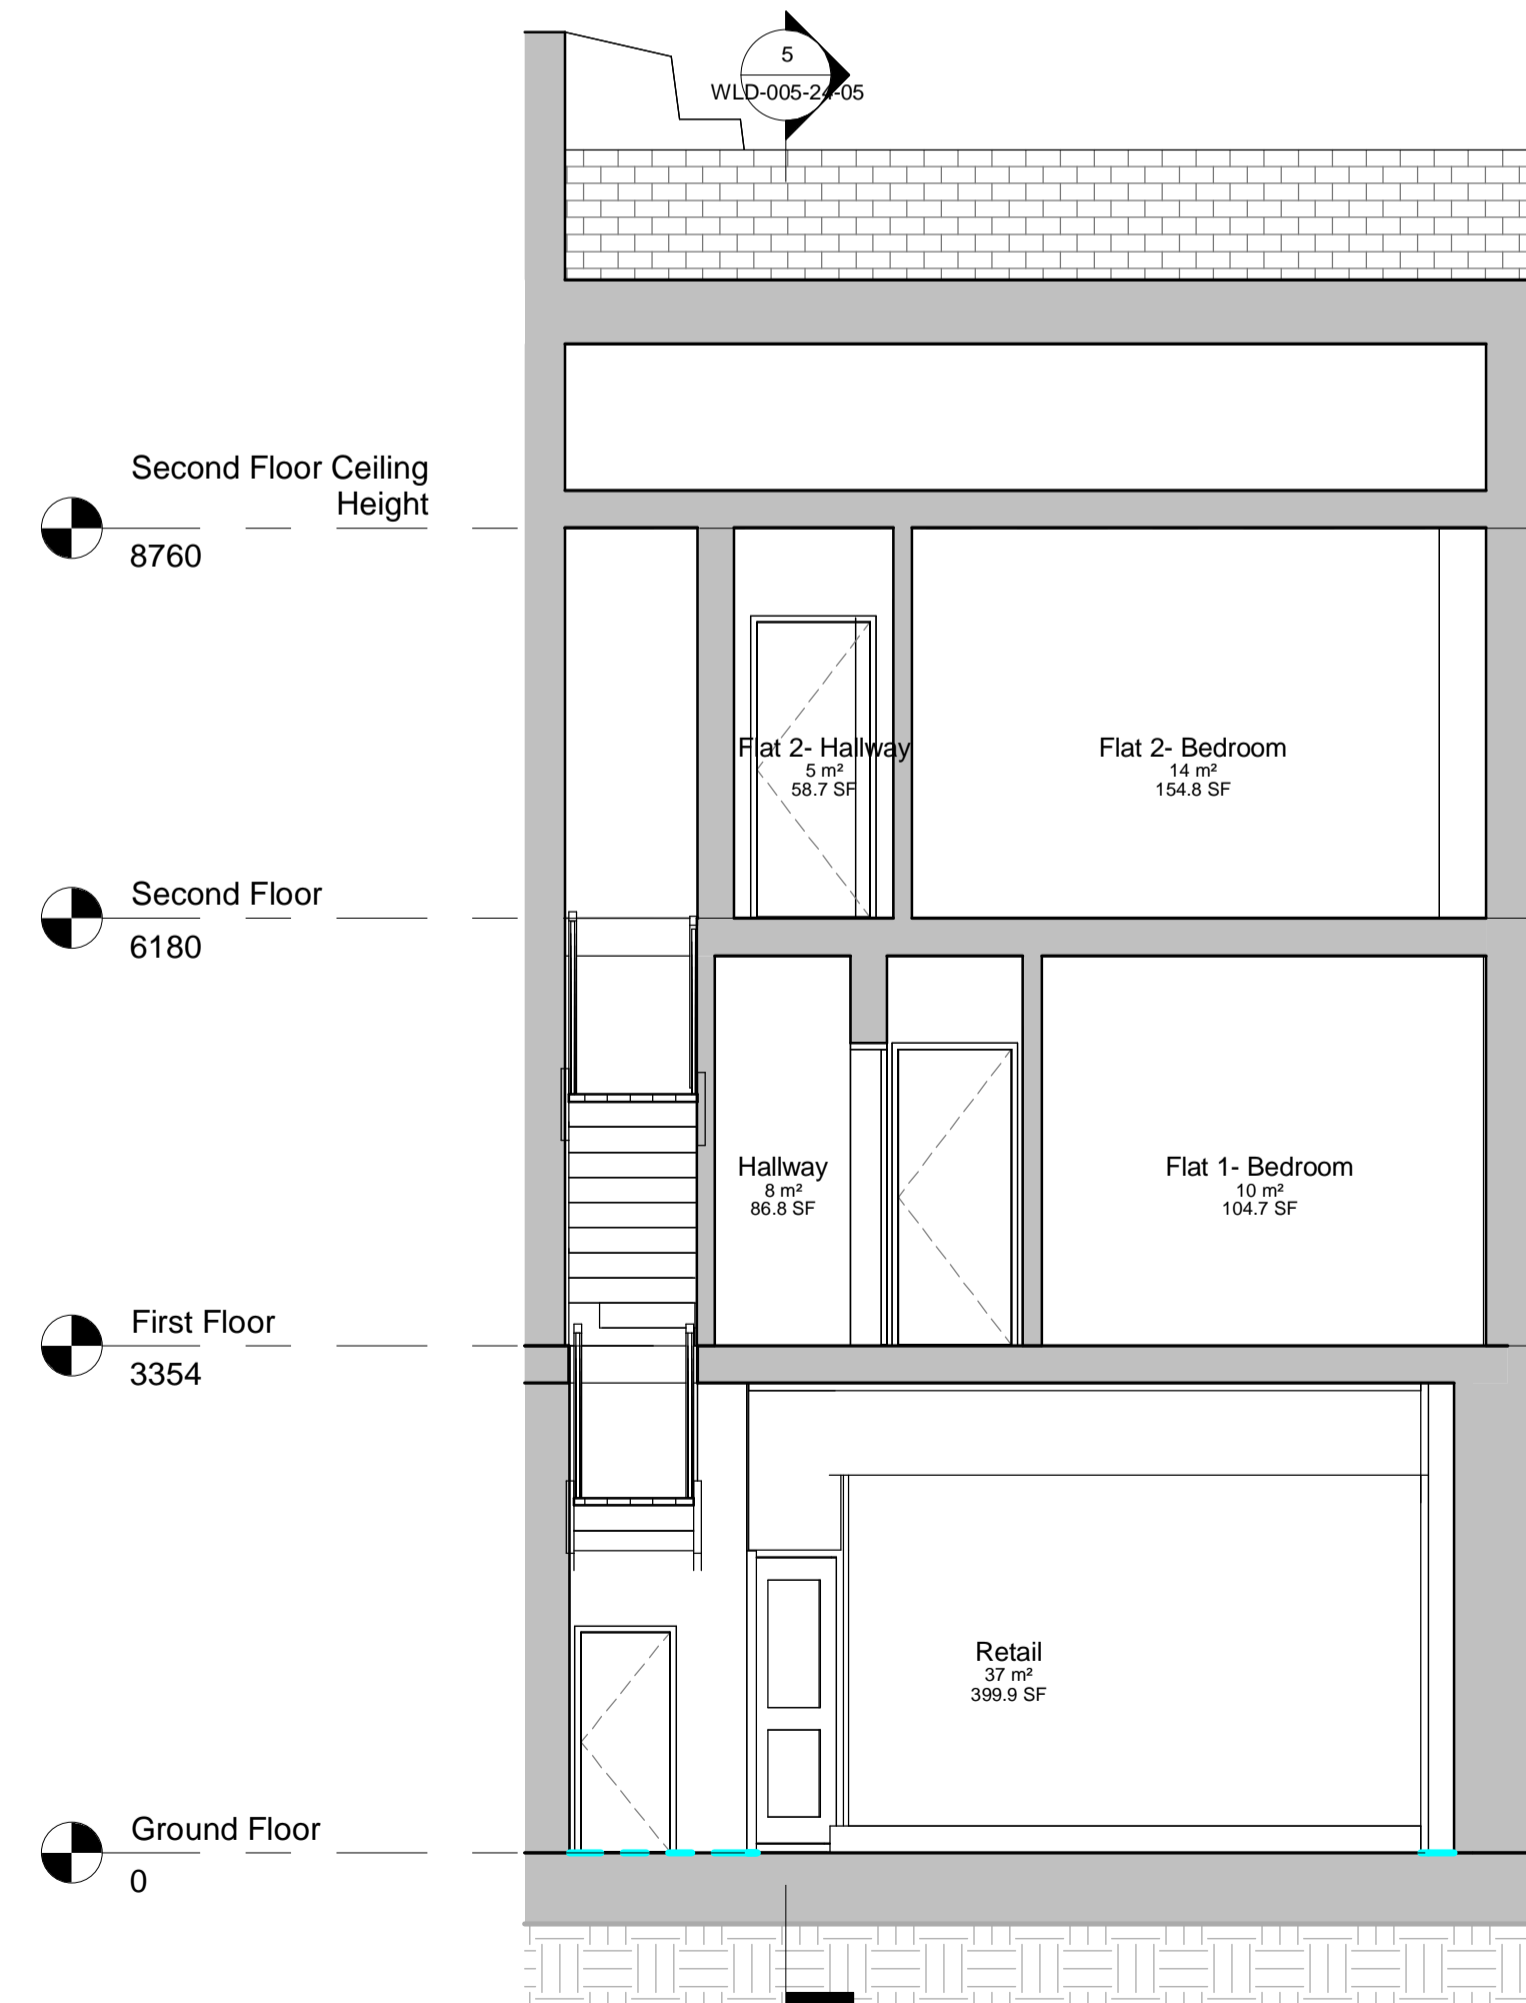 5
WLD-005-24-05
Second Floor Ceiling
Height
8760
Flat 2- Hallway
5 m²
58.7 SF
Flat 2- Bedroom
14 m²
154.8 SF
Second Floor
6180
Hallway
8 m²
86.8 SF
Flat 1- Bedroom
10 m²
104.7 SF
First Floor
3354
Retail
37 m²
399.9 SF
Ground Floor
0